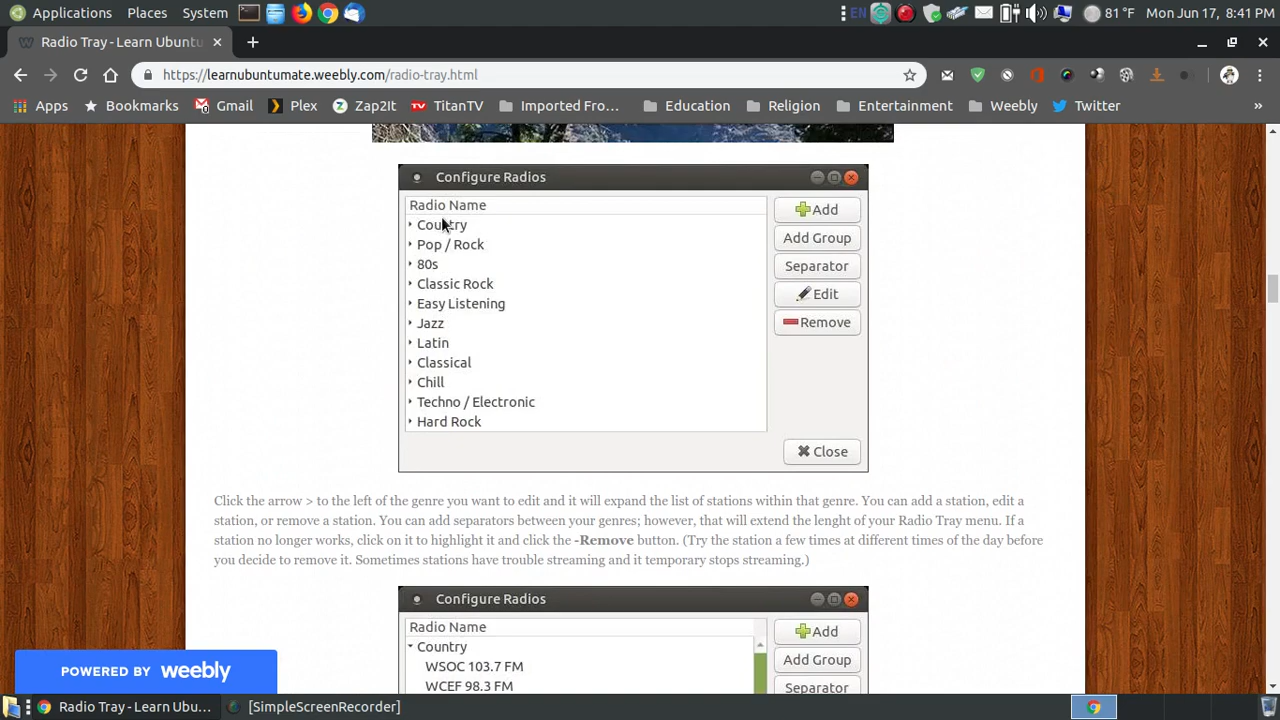 Applications Places System EN 81 °F Mon Jun 17, 8:41 PM
Radio Tray - Learn Ubuntu
https://learnubuntumate.weebly.com/radio-tray.html
Apps Bookmarks Gmail Plex Zap2It TitanTV Imported Fro... Education Religion Entertainment Weebly Twitter »
Configure Radios
Radio Name
Add
Country
Add Group
Pop / Rock
80s
Separator
Classic Rock
Edit
Easy Listening
Jazz
Remove
Latin
Classical
Chill
Techno / Electronic
Hard Rock
Close
Click the arrow > to the left of the genre you want to edit and it will expand the list of stations within that genre. You can add a station, edit a
station, or remove a station. You can add separators between your genres; however, that will extend the lenght of your Radio Tray menu. If a
station no longer works, click on it to highlight it and click the -Remove button. (Try the station a few times at different times of the day before
you decide to remove it. Sometimes stations have trouble streaming and it temporary stops streaming.)
Configure Radios
Radio Name
Add
Country
Add Group
WSOC 103.7 FM
WCEF 98.3 FM
Separator
POWERED BY weebly
Radio Tray - Learn Ubu... [SimpleScreenRecorder]